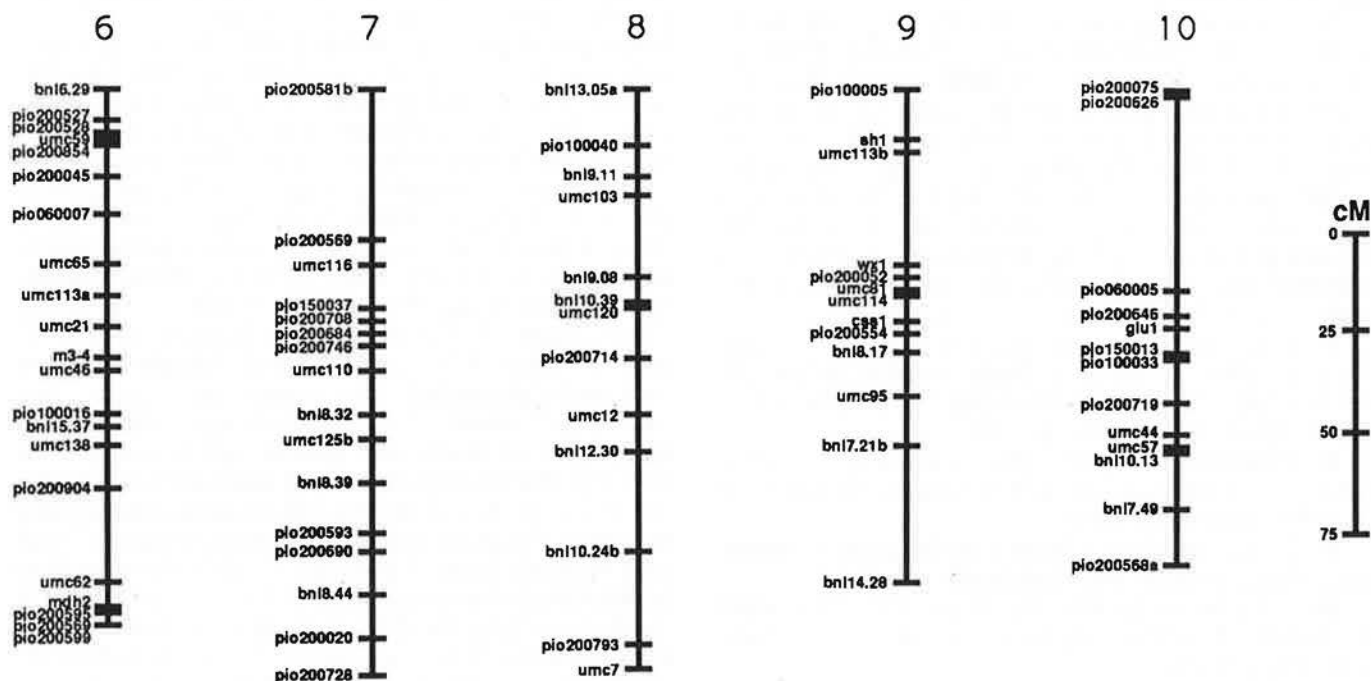 6
bnl6.29
pio200527
pio200528
umc59
pio200854
pio200045
pio060007
umc65
umc113a
umc21
m3-4
umc46
pio100016
bnl15.37
umc138
pio200904
umc62
mdh2
pio200595
pio200569
pio200599
7
pio200581b
pio200569
umc116
pio150037
pio200708
pio200684
pio200746
umc110
bnl8.32
umc125b
bnl8.39
pio200593
pio200690
bnl8.44
pio200020
pio200728
8
bnl13.05a
pio100040
bnl9.11
umc103
bnl9.08
bnl10.39
umc120
pio200714
umc12
bnl12.30
bnl10.24b
pio200793
umc7
9
pio100005
sh1
umc113b
wx1
pio200052
umc81
umc114
css1
pio200554
bnl8.17
umc95
bnl7.21b
bnl14.28
10
pio200075
pio200626
pio060005
pio200646
glu1
pio150013
pio100033
pio200719
umc44
umc57
bnl10.13
bnl7.49
pio200568a
cM
0
25
50
75